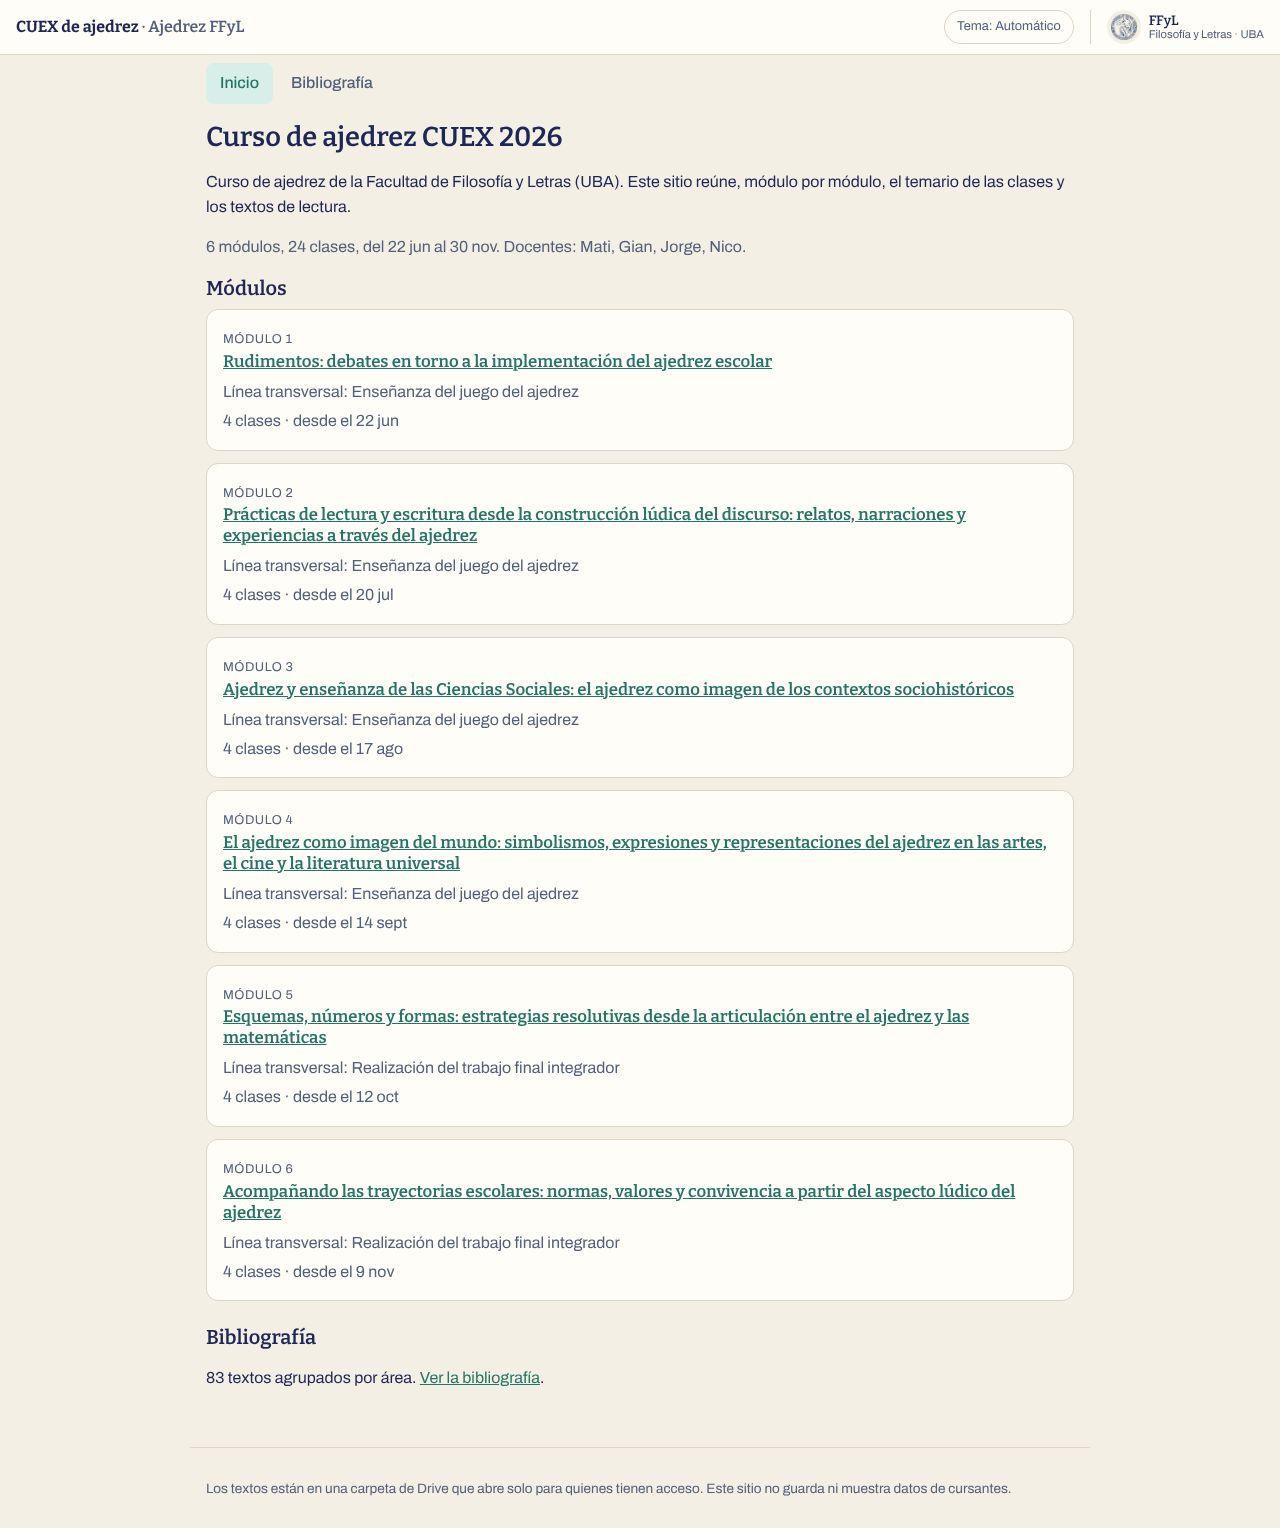 CUEX de ajedrez · Ajedrez FFyL
Tema: Automático
FFyL
Filosofía y Letras · UBA
Inicio
Bibliografía
Curso de ajedrez CUEX 2026
Curso de ajedrez de la Facultad de Filosofía y Letras (UBA). Este sitio reúne, módulo por módulo, el temario de las clases y
los textos de lectura.
6 módulos, 24 clases, del 22 jun al 30 nov. Docentes: Mati, Gian, Jorge, Nico.
Módulos
MÓDULO 1
Rudimentos: debates en torno a la implementación del ajedrez escolar
Línea transversal: Enseñanza del juego del ajedrez
4 clases · desde el 22 jun
MÓDULO 2
Prácticas de lectura y escritura desde la construcción lúdica del discurso: relatos, narraciones y
experiencias a través del ajedrez
Línea transversal: Enseñanza del juego del ajedrez
4 clases · desde el 20 jul
MÓDULO 3
Ajedrez y enseñanza de las Ciencias Sociales: el ajedrez como imagen de los contextos sociohistóricos
Línea transversal: Enseñanza del juego del ajedrez
4 clases · desde el 17 ago
MÓDULO 4
El ajedrez como imagen del mundo: simbolismos, expresiones y representaciones del ajedrez en las artes,
el cine y la literatura universal
Línea transversal: Enseñanza del juego del ajedrez
4 clases · desde el 14 sept
MÓDULO 5
Esquemas, números y formas: estrategias resolutivas desde la articulación entre el ajedrez y las
matemáticas
Línea transversal: Realización del trabajo final integrador
4 clases · desde el 12 oct
MÓDULO 6
Acompañando las trayectorias escolares: normas, valores y convivencia a partir del aspecto lúdico del
ajedrez
Línea transversal: Realización del trabajo final integrador
4 clases · desde el 9 nov
Bibliografía
83 textos agrupados por área. Ver la bibliografía.
Los textos están en una carpeta de Drive que abre solo para quienes tienen acceso. Este sitio no guarda ni muestra datos de cursantes.